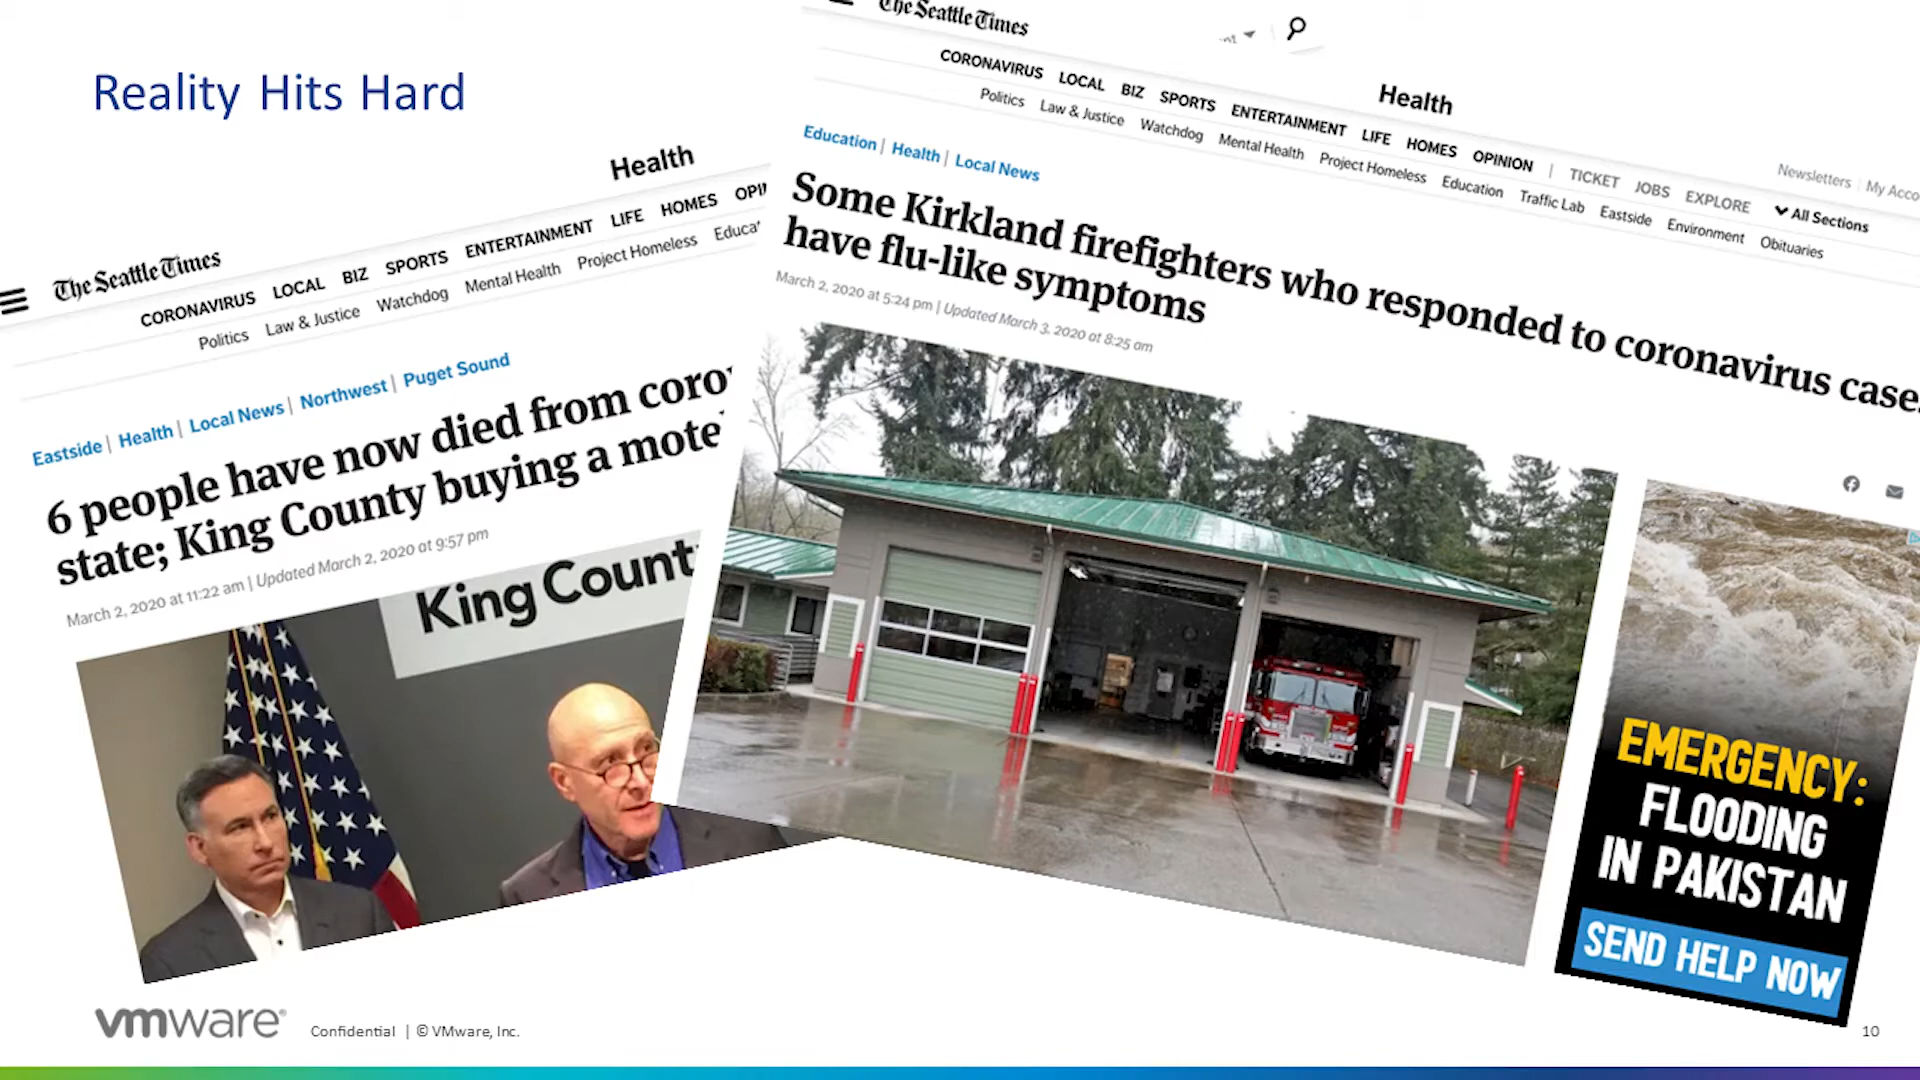 Reality Hits Hard
Health
The Seattle Times
CORONAVIRUS LOCAL BIZ SPORTS ENTERTAINMENT LIFE HOMES
Politics Law & Justice Watchdog Mental Health Project Homeless
Eastside | Health | Local News | Northwest | Puget Sound
6 people have now died from
state; King County buying a
March 2, 2020 at 11:22 am | Updated March 2, 2020 at 9:57 pm
King
The Seattle Times
Health
CORONAVIRUS LOCAL BIZ SPORTS ENTERTAINMENT LIFE HOMES OPINION | TICKET JOBS EXPLORE All Sections
Newsletters | My
Politics Law & Justice Watchdog Mental Health Project Homeless Education Traffic Lab Eastside Environment Obituaries
Education | Health | Local News
Some Kirkland firefighters who responded to coronavirus
have flu-like symptoms
March 2, 2020 at 5:24 pm | Updated March 3, 2020 at 8:25 am
EMERGENCY:
FLOODING
IN PAKISTAN
SEND HELP NOW
vmware
Confidential | © VMware, Inc.
10